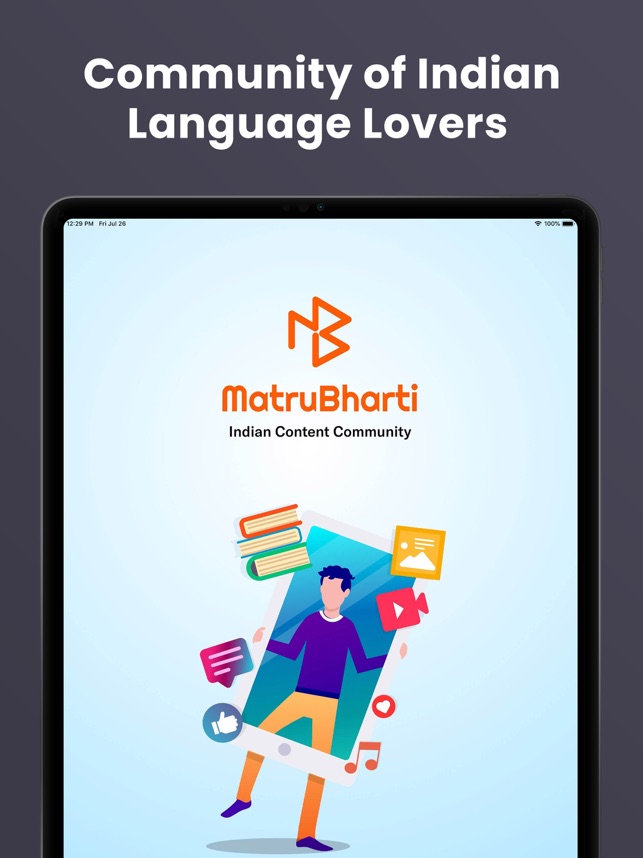 Community of Indian
Language Lovers
12:29 PM Fri Jul 26
100%
MatruBharti
Indian Content Community